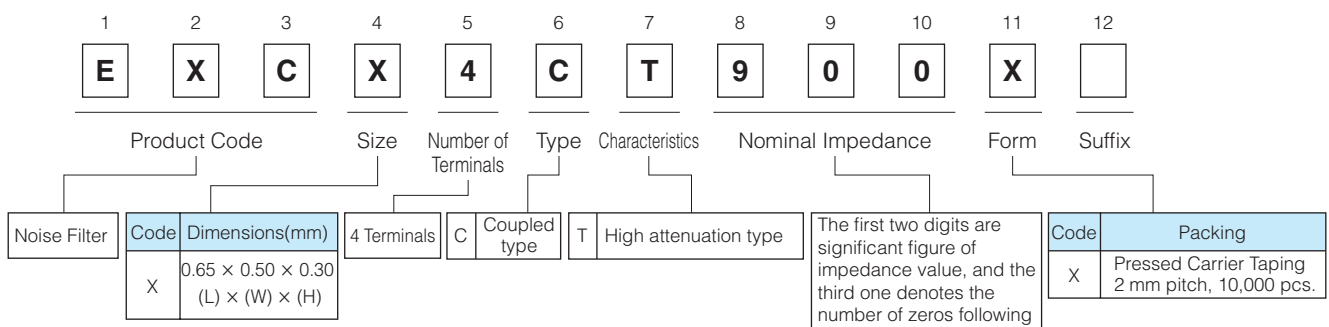 1 2 3 4 5 6 7 8 9 10 11 12
E X C X 4 C T 9 0 0 X
Product Code Size Number of Terminals Type Characteristics Nominal Impedance Form Suffix
Noise Filter
Code Dimensions(mm)
X 0.65 × 0.50 × 0.30
(L) × (W) × (H)
4 Terminals
C Coupled
type
T High attenuation type
The first two digits are
significant figure of
impedance value, and the
third one denotes the
number of zeros following
Code Packing
X Pressed Carrier Taping
2 mm pitch, 10,000 pcs.